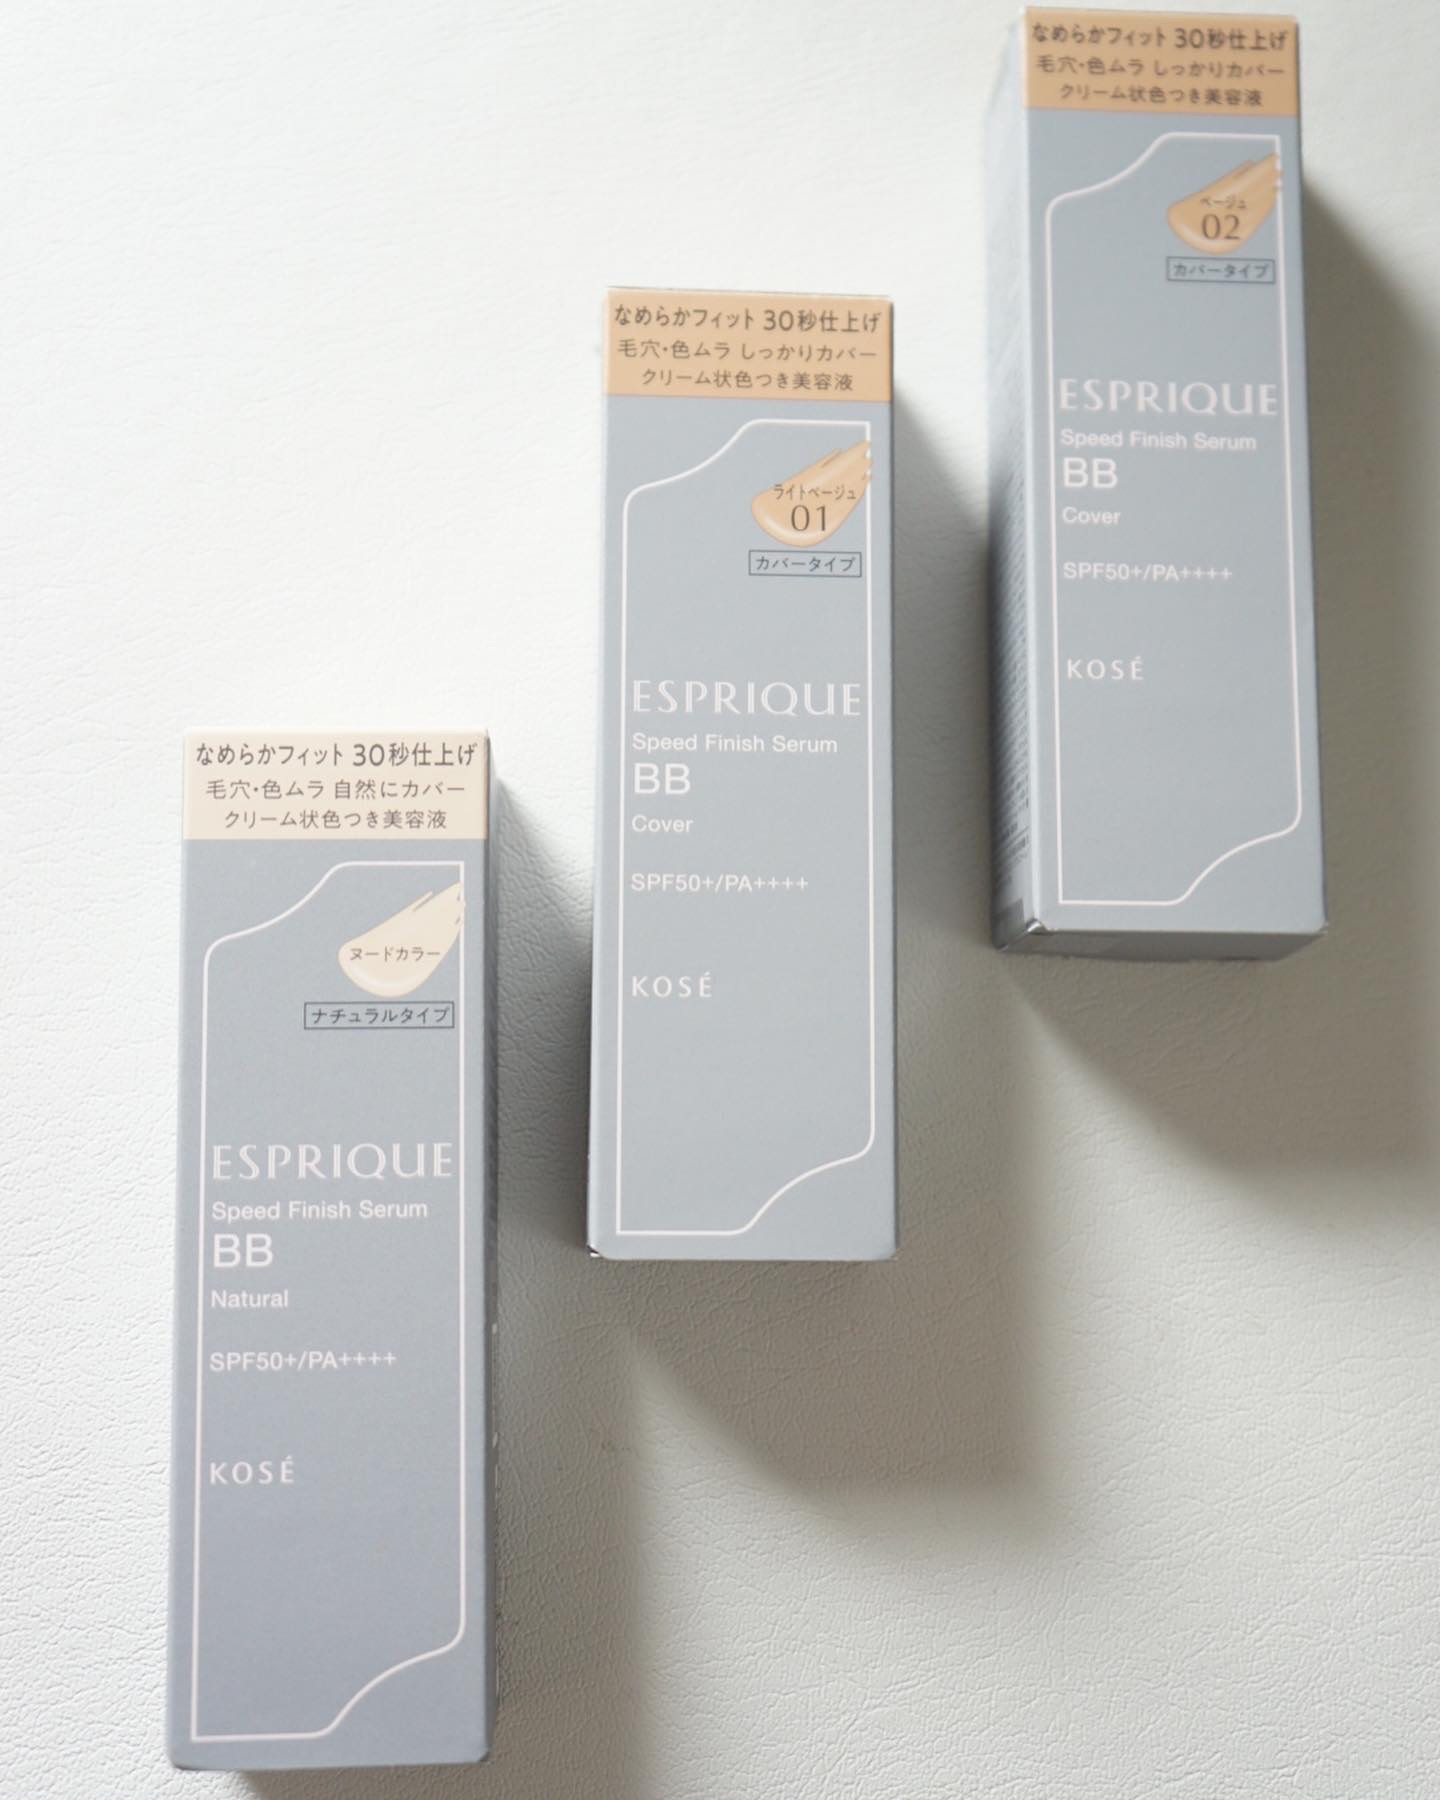 なめらかフィット 30秒仕上げ
毛穴・色ムラ 自然にカバー
クリーム状色つき美容液
ヌードカラー
ナチュラルタイプ
ESPRIQUE
Speed Finish Serum
BB
Natural
SPF50+/PA++++
KOSÉ
なめらかフィット 30秒仕上げ
毛穴・色ムラ しっかりカバー
クリーム状色つき美容液
ライトベージュ
01
カバータイプ
ESPRIQUE
Speed Finish Serum
BB
Cover
SPF50+/PA++++
KOSÉ
なめらかフィット 30秒仕上げ
毛穴・色ムラ しっかりカバー
クリーム状色つき美容液
ベージュ
02
カバータイプ
ESPRIQUE
Speed Finish Serum
BB
Cover
SPF50+/PA++++
KOSÉ